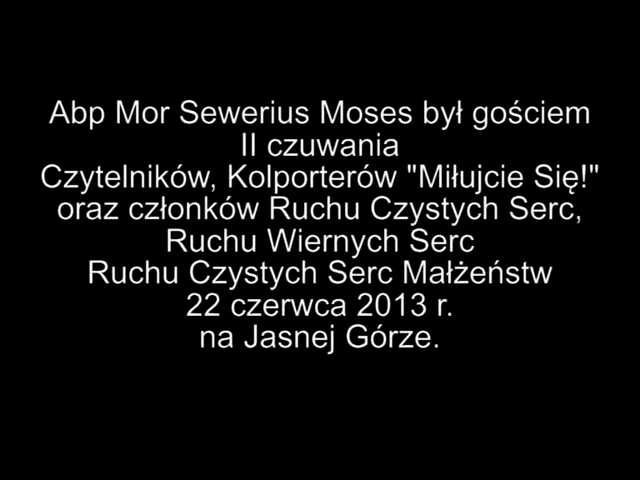 Abp Mor Sewerius Moses był gościem
II czuwania
Czytelników, Kolporterów "Miłujcie Się!"
oraz członków Ruchu Czystych Serc,
Ruchu Wiernych Serc
Ruchu Czystych Serc Małżeństw
22 czerwca 2013 r.
na Jasnej Górze.